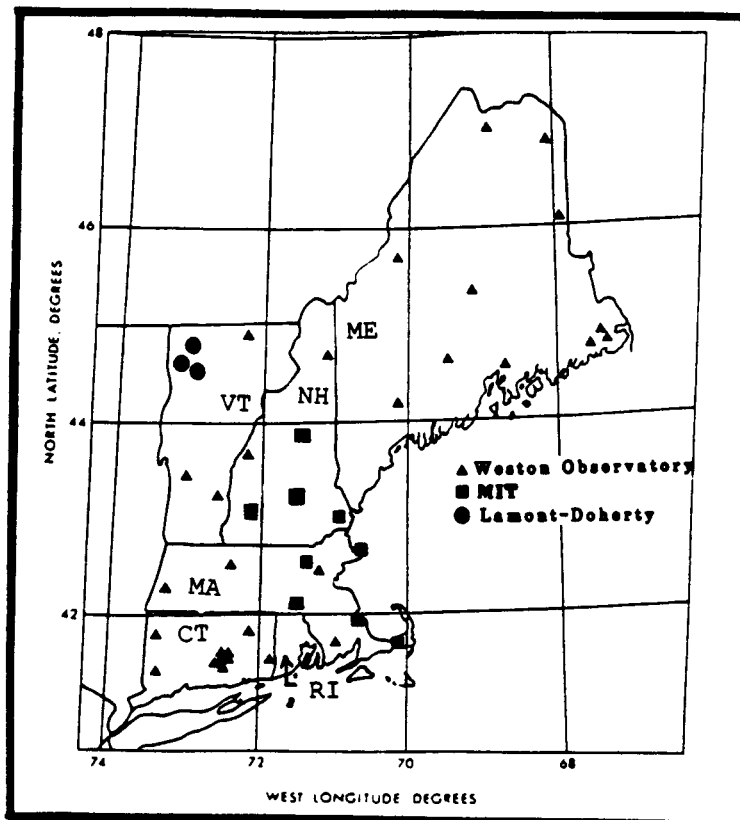 48
46
44
42
NORTH LATITUDE, DEGREES
ME
VT
NH
▲ Weston Observatory
■ MIT
● Lamont-Doherty
MA
CT
RI
74
72
70
68
WEST LONGITUDE DEGREES